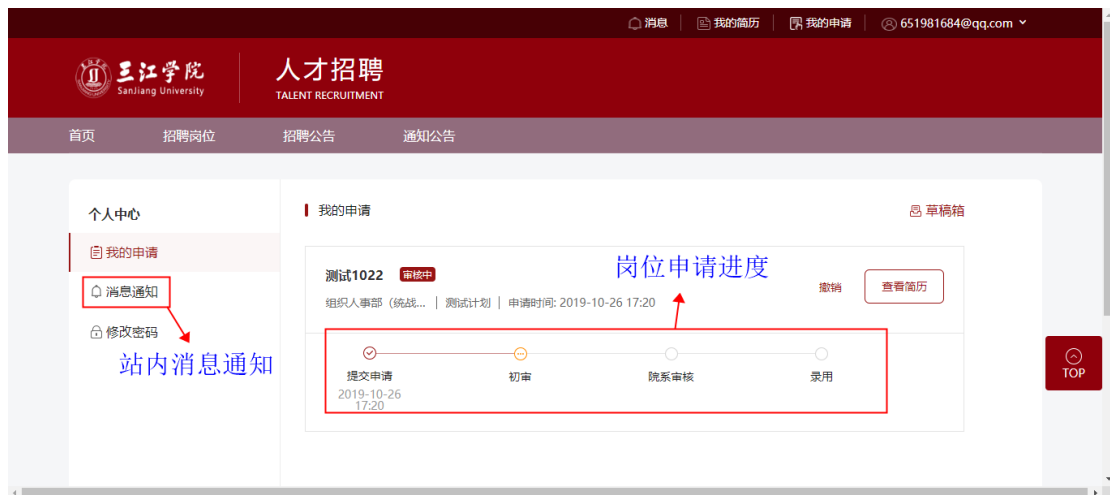 消息 我的简历 我的申请 651981684@qq.com
三江学院 人才招聘
SanJiang University TALENT RECRUITMENT
首页 招聘岗位 招聘公告 通知公告
个人中心
我的申请
消息通知
修改密码
站内消息通知
我的申请 草稿箱
岗位申请进度
测试1022 审核中
撤销 查看简历
组织人事部（统战... | 测试计划 | 申请时间: 2019-10-26 17:20
提交申请 初审 院系审核 录用
2019-10-26
17:20
TOP